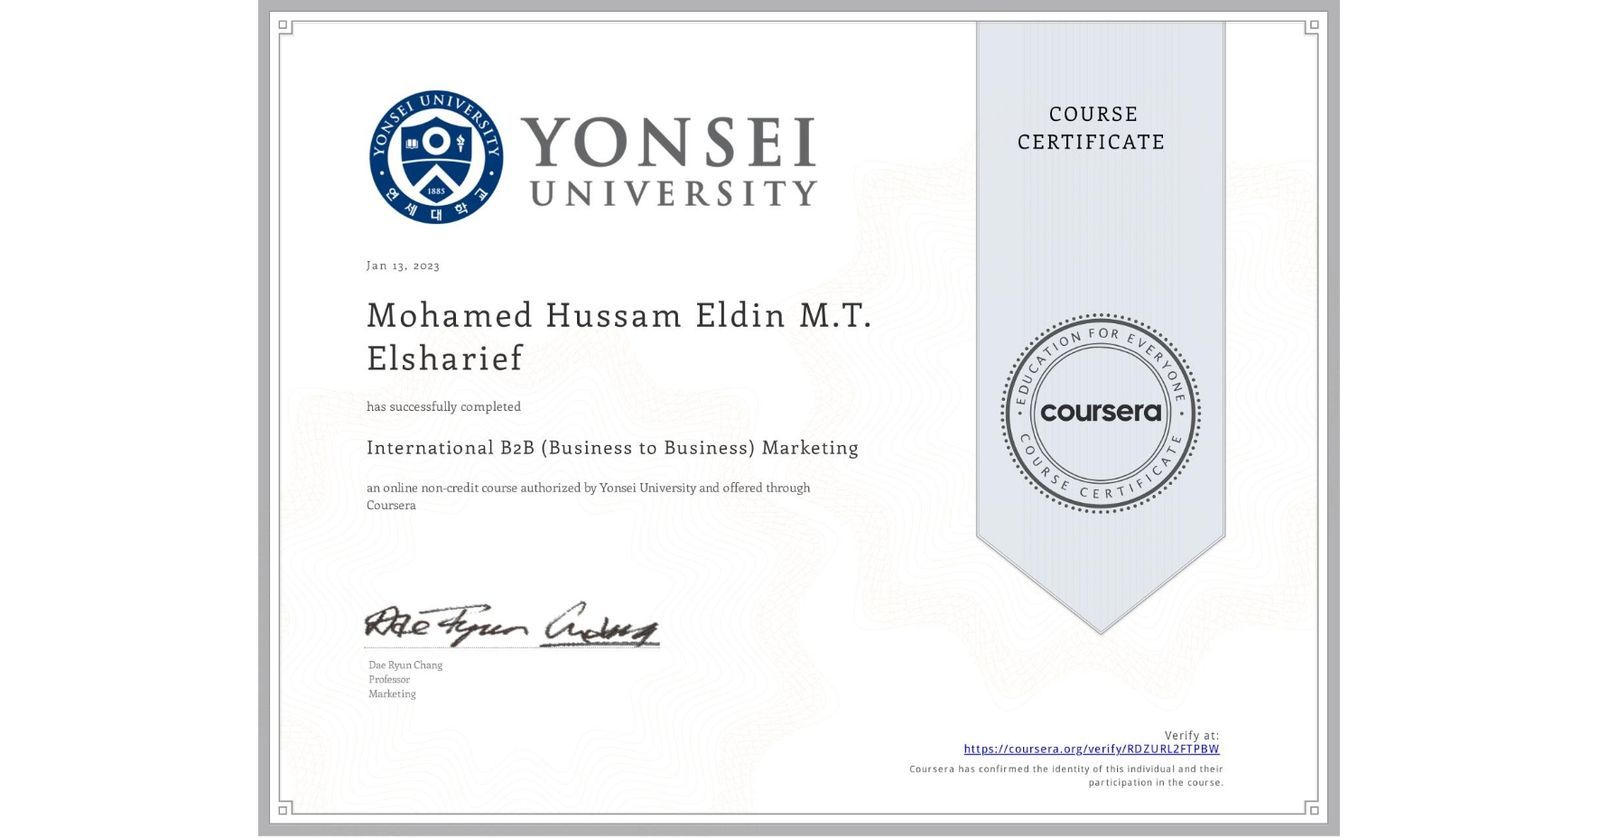 YONSEI UNIVERSITY
1885
연세대학교
YONSEI
UNIVERSITY
COURSE
CERTIFICATE
Jan 13, 2023
Mohamed Hussam Eldin M.T.
Elsharief
has successfully completed
International B2B (Business to Business) Marketing
an online non-credit course authorized by Yonsei University and offered through
Coursera
EDUCATION FOR EVERYONE
coursera
COURSE CERTIFICATE
Dae Ryun Chang
Dae Ryun Chang
Professor
Marketing
Verify at:
https://coursera.org/verify/RDZURL2FTPBW
Coursera has confirmed the identity of this individual and their
participation in the course.